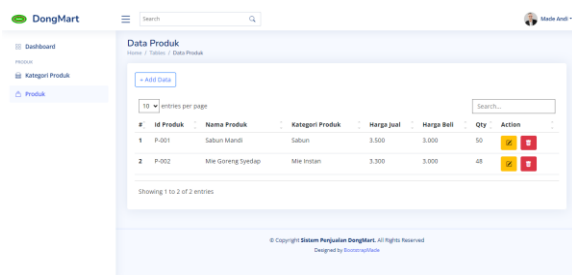 DongMart
Search
Made Andi
Dashboard
PRODUK
Kategori Produk
Produk
Data Produk
Home / Tables / Data Produk
+ Add Data
10 entries per page
Search...
# Id Produk Nama Produk Kategori Produk Harga Jual Harga Beli Qty Action
1 P-001 Sabun Mandi Sabun 3.500 3.000 50
2 P-002 Mie Goreng Syedap Mie Instan 3.300 3.000 48
Showing 1 to 2 of 2 entries
© Copyright Sistem Penjualan DongMart. All Rights Reserved
Designed by BootstrapMade